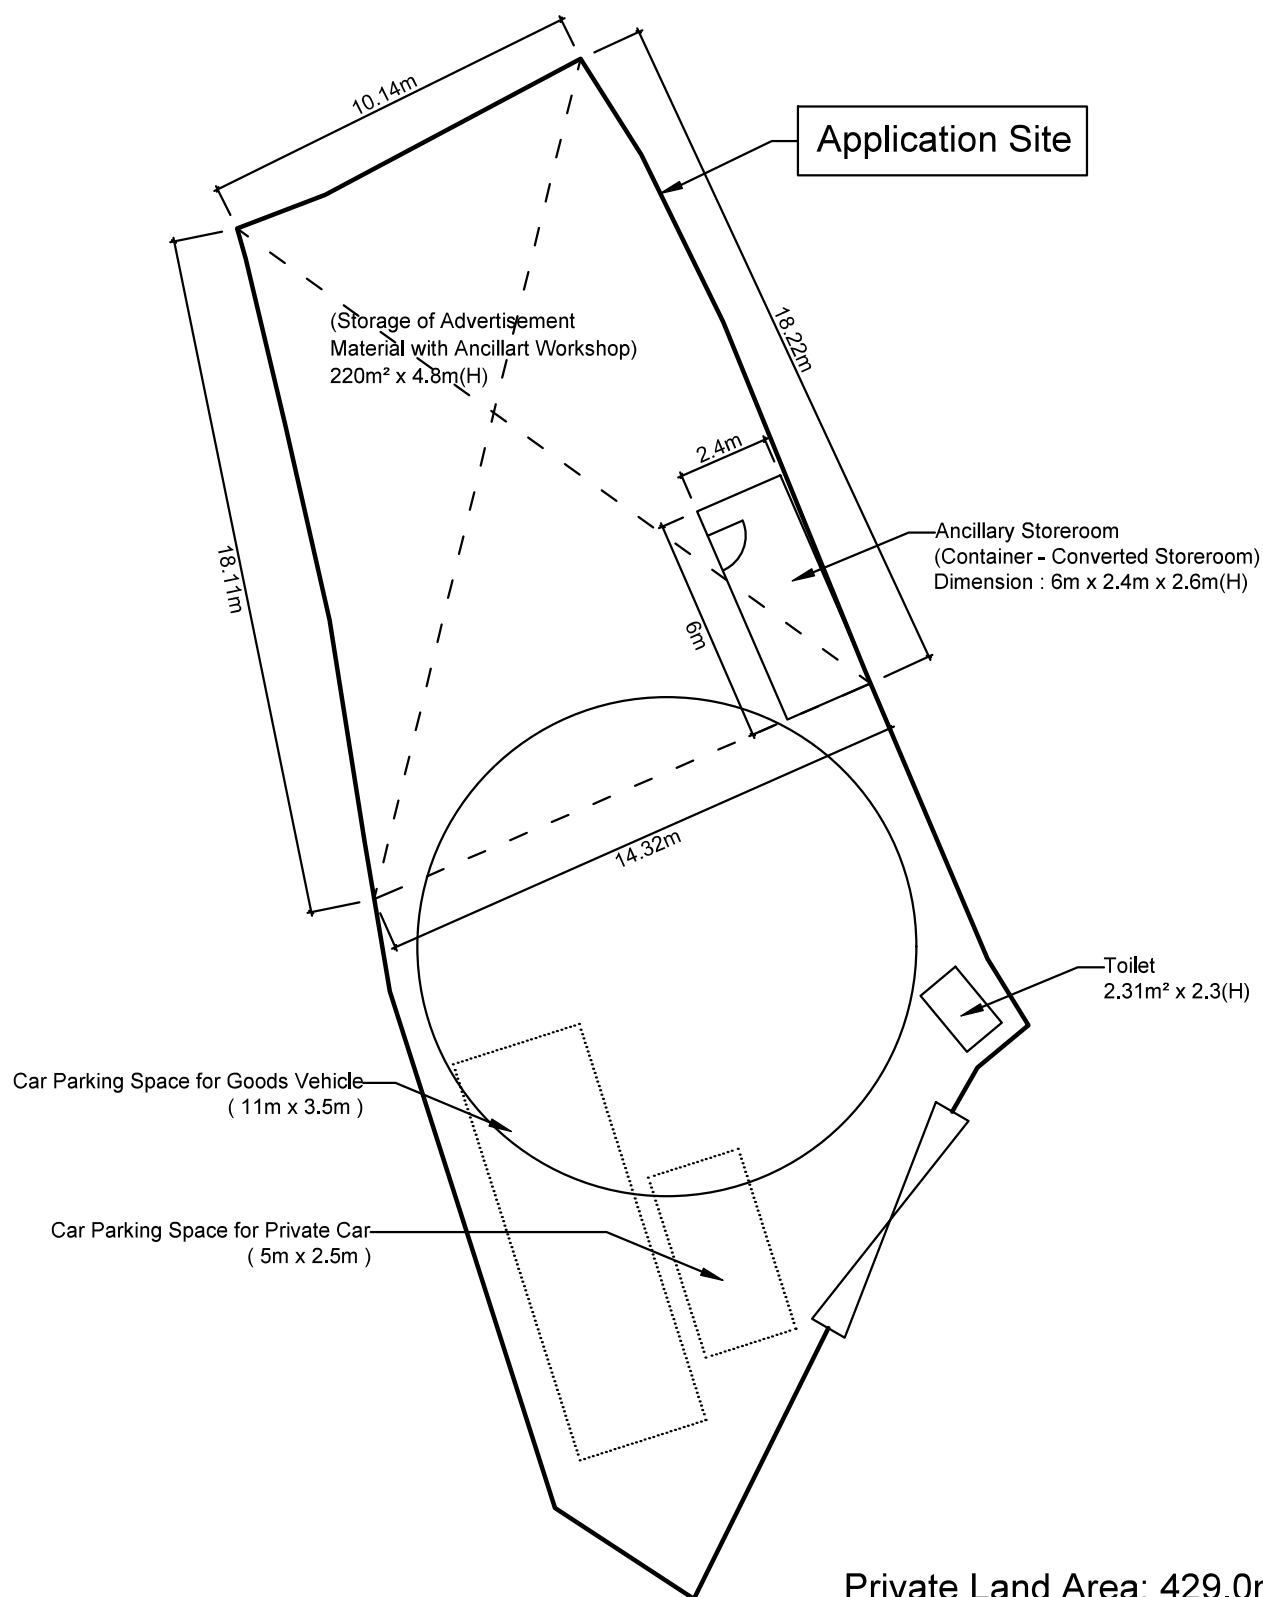 10.14m
Application Site
(Storage of Advertisement
Material with Ancillart Workshop)
220m² x 4.8m(H)
18.22m
2.4m
Ancillary Storeroom
(Container - Converted Storeroom)
Dimension : 6m x 2.4m x 2.6m(H)
18.11m
6m
14.32m
Toilet
2.31m² x 2.3(H)
Car Parking Space for Goods Vehicle
( 11m x 3.5m )
Car Parking Space for Private Car
( 5m x 2.5m )
Private Land Area: 429.0